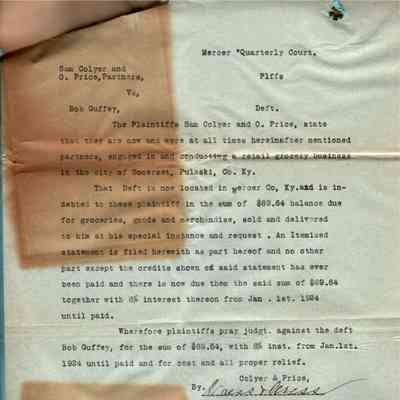 Mercer "Quarterly Court.
Sam Colyer and
O. Price, Partners, Plffs
Vs,
Bob Guffey, Deft.
The Plaintiffs Sam Colyer and O. Price, state
that they are now and were at all times hereinafter mentioned
partners, engaged in and conducting a retail grocery business
in the city of Somerset, Pulaski, Co. Ky.
That Deft is now located in Mercer Co, Ky.and is in-
debted to these plaintiff in the sum of $69.64 balance due
for groceries, goods and merchandise, sold and delivered
to him at his special instance and request . An Itemized
statement is filed herewith as part hereof and no other
part except the credits shown on said statement has ever
been paid and there is now due them the said sum of $69.64
together with 6% interest thereon from Jan . 1st. 1924
until paid.
Wherefore plaintiffs pray judgt. against the deft
Bob Guffey, for the sum of $69.64, with 6% inst. from Jan.1st.
1924 until paid and for cost and all proper relief.
Colyer & Price,
By.